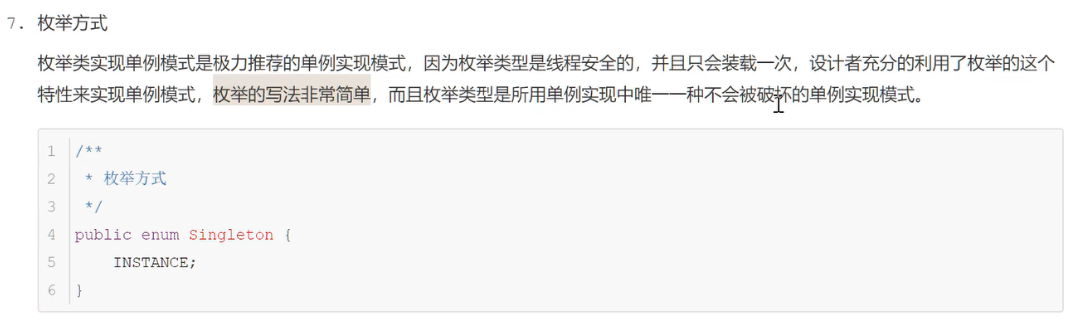 7. 枚举方式
枚举类实现单例模式是极力推荐的单例实现模式，因为枚举类型是线程安全的，并且只会装载一次，设计者充分的利用了枚举的这个
特性来实现单例模式，枚举的写法非常简单，而且枚举类型是所用单例实现中唯一一种不会被破坏的单例实现模式。
1 /**
2  * 枚举方式
3  */
4 public enum Singleton {
5     INSTANCE;
6 }